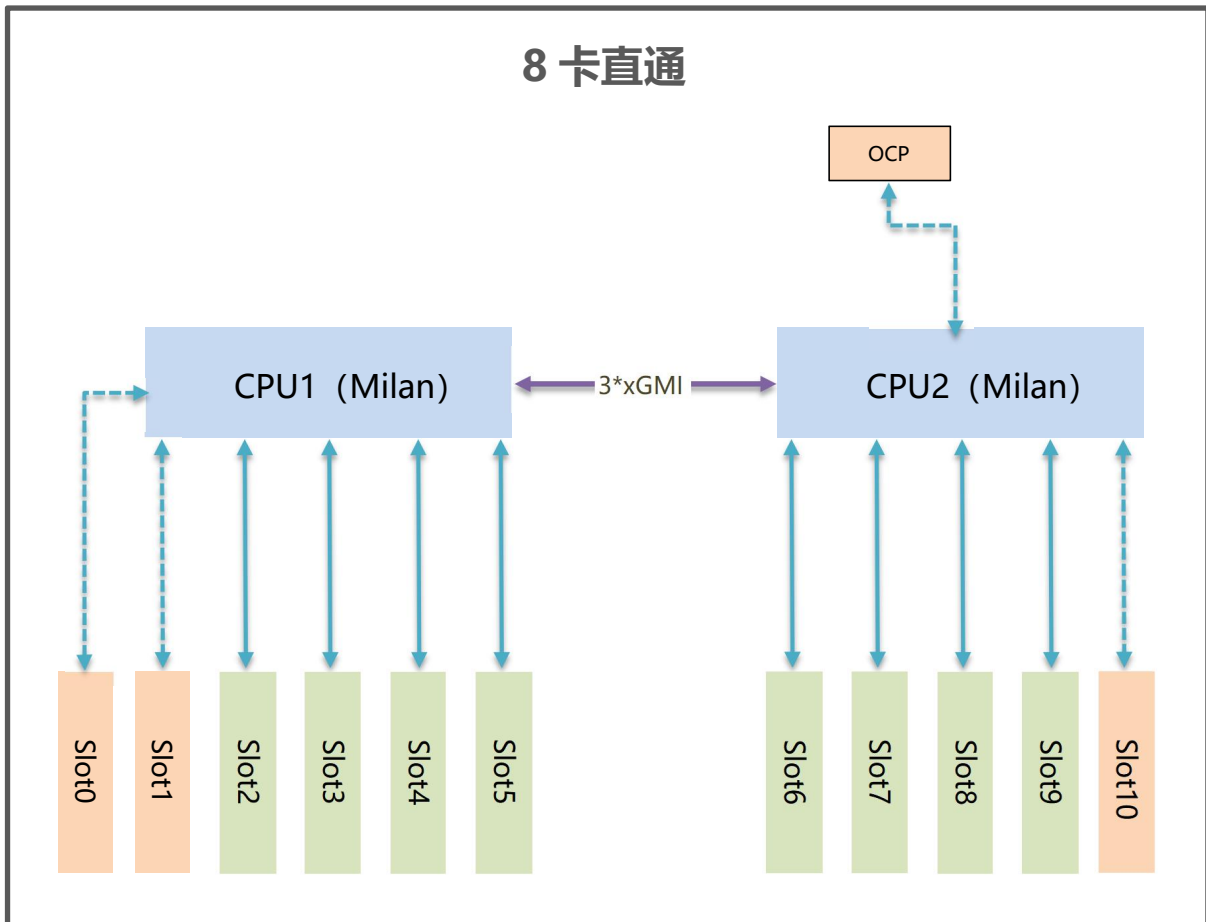 8 卡直通
OCP
CPU1（Milan）
3*xGMI
CPU2（Milan）
Slot0
Slot1
Slot2
Slot3
Slot4
Slot5
Slot6
Slot7
Slot8
Slot9
Slot10